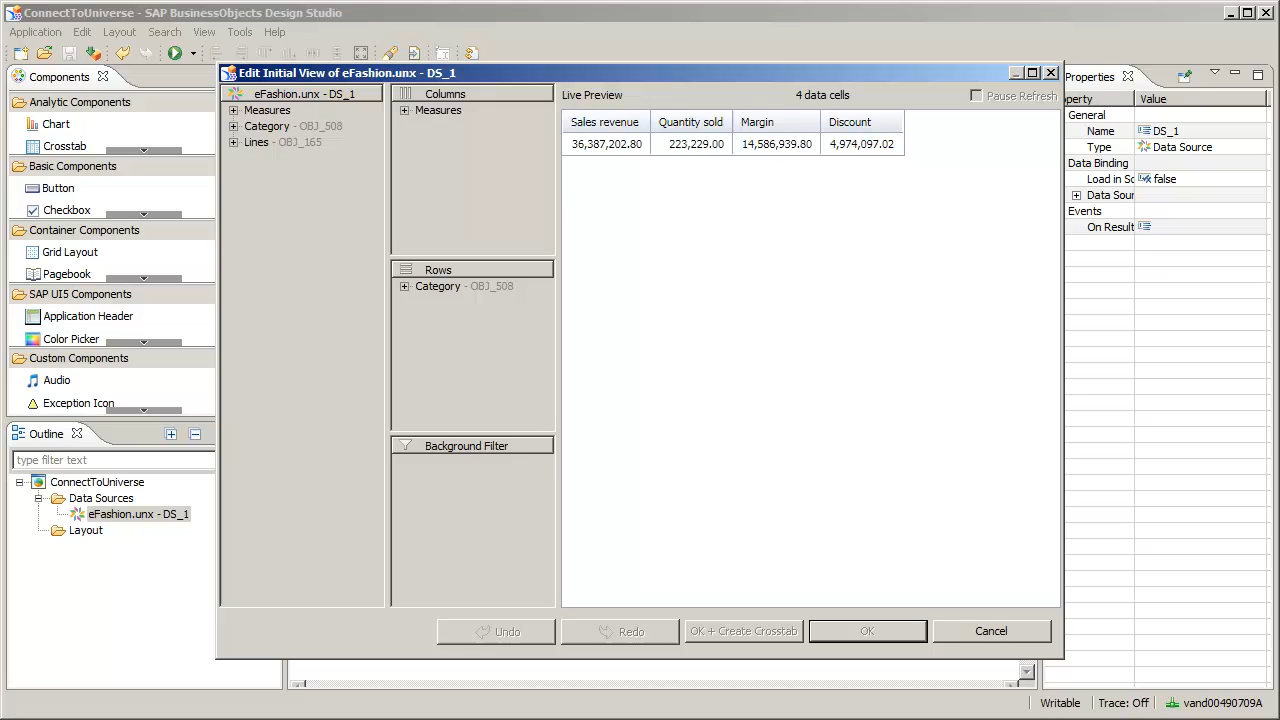 ConnectToUniverse - SAP BusinessObjects Design Studio
Application Edit Layout Search View Tools Help
Components
Analytic Components
Chart
Crosstab
Basic Components
Button
Checkbox
Container Components
Grid Layout
Pagebook
SAP UI5 Components
Application Header
Color Picker
Custom Components
Audio
Exception Icon
Outline
type filter text
ConnectToUniverse
Data Sources
eFashion.unx - DS_1
Layout
Edit Initial View of eFashion.unx - DS_1
eFashion.unx - DS_1
Measures
Category - OBJ_508
Lines - OBJ_165
Columns
Measures
Rows
Category - OBJ_508
Background Filter
Live Preview 4 data cells Pause Refresh
Sales revenue Quantity sold Margin Discount
36,387,202.80 223,229.00 14,586,939.80 4,974,097.02
Undo Redo OK + Create Crosstab OK Cancel
Properties
perty Value
General
Name DS_1
Type Data Source
Data Binding
Load in Sc false
Data Sour
Events
On Result
Writable Trace: Off vand00490709A